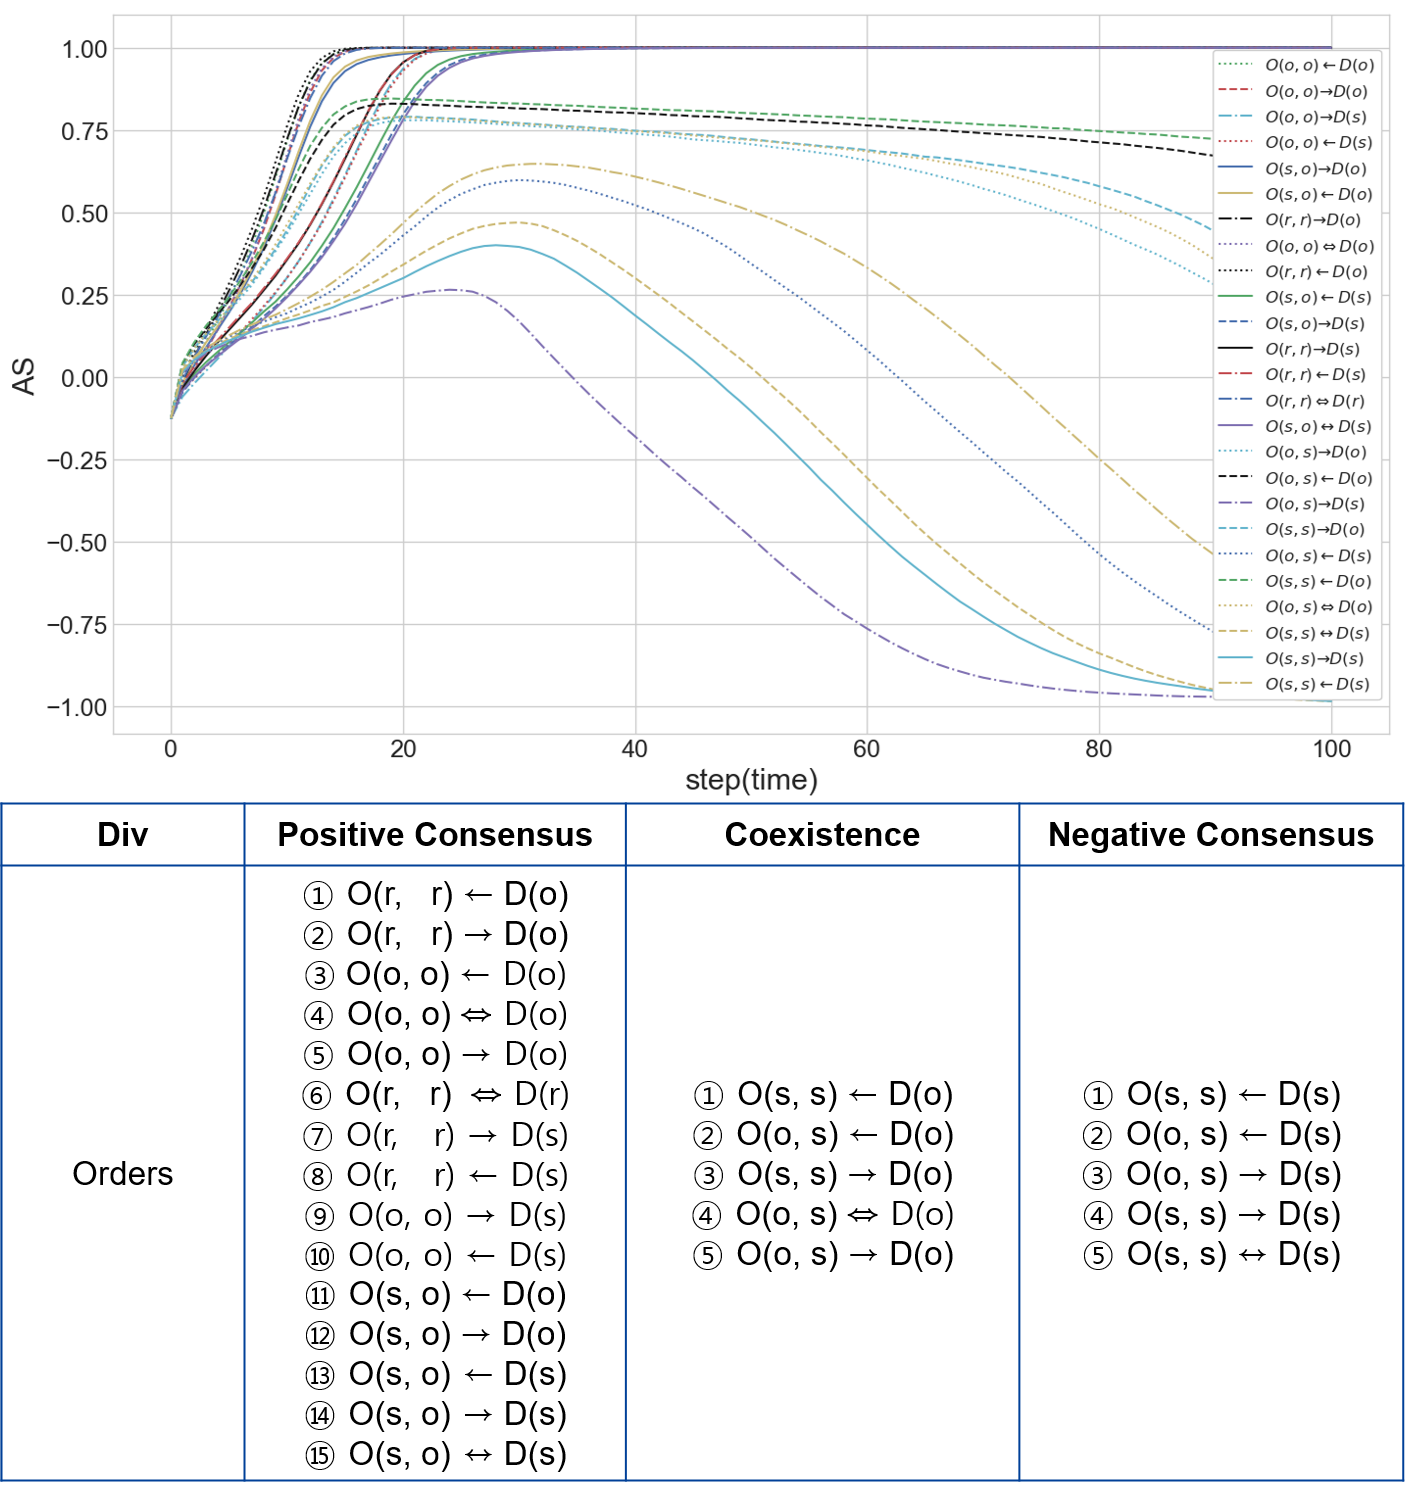 1.00
0.75
0.50
0.25
0.00
−0.25
−0.50
−0.75
−1.00
AS
0 20 40 60 80 100
step(time)
O(o, o)←D(o)
O(o, o)→D(o)
O(o, o)→D(s)
O(o, o)←D(s)
O(s, o)→D(o)
O(s, o)←D(o)
O(r, r)→D(o)
O(o, o)⇔D(o)
O(r, r)←D(o)
O(s, o)←D(s)
O(s, o)→D(s)
O(r, r)→D(s)
O(r, r)←D(s)
O(r, r)⇔D(r)
O(s, o)↔D(s)
O(o, s)→D(o)
O(o, s)←D(o)
O(o, s)→D(s)
O(s, s)→D(o)
O(o, s)←D(s)
O(s, s)←D(o)
O(o, s)⇔D(o)
O(s, s)↔D(s)
O(s, s)→D(s)
O(s, s)←D(s)
Div Positive Consensus Coexistence Negative Consensus
Orders
① O(r, r) ← D(o)
② O(r, r) → D(o)
③ O(o, o) ← D(o)
④ O(o, o) ⇔ D(o)
⑤ O(o, o) → D(o)
⑥ O(r, r) ⇔ D(r)
⑦ O(r, r) → D(s)
⑧ O(r, r) ← D(s)
⑨ O(o, o) → D(s)
⑩ O(o, o) ← D(s)
⑪ O(s, o) ← D(o)
⑫ O(s, o) → D(o)
⑬ O(s, o) ← D(s)
⑭ O(s, o) → D(s)
⑮ O(s, o) ↔ D(s)
① O(s, s) ← D(o)
② O(o, s) ← D(o)
③ O(s, s) → D(o)
④ O(o, s) ⇔ D(o)
⑤ O(o, s) → D(o)
① O(s, s) ← D(s)
② O(o, s) ← D(s)
③ O(o, s) → D(s)
④ O(s, s) → D(s)
⑤ O(s, s) ↔ D(s)